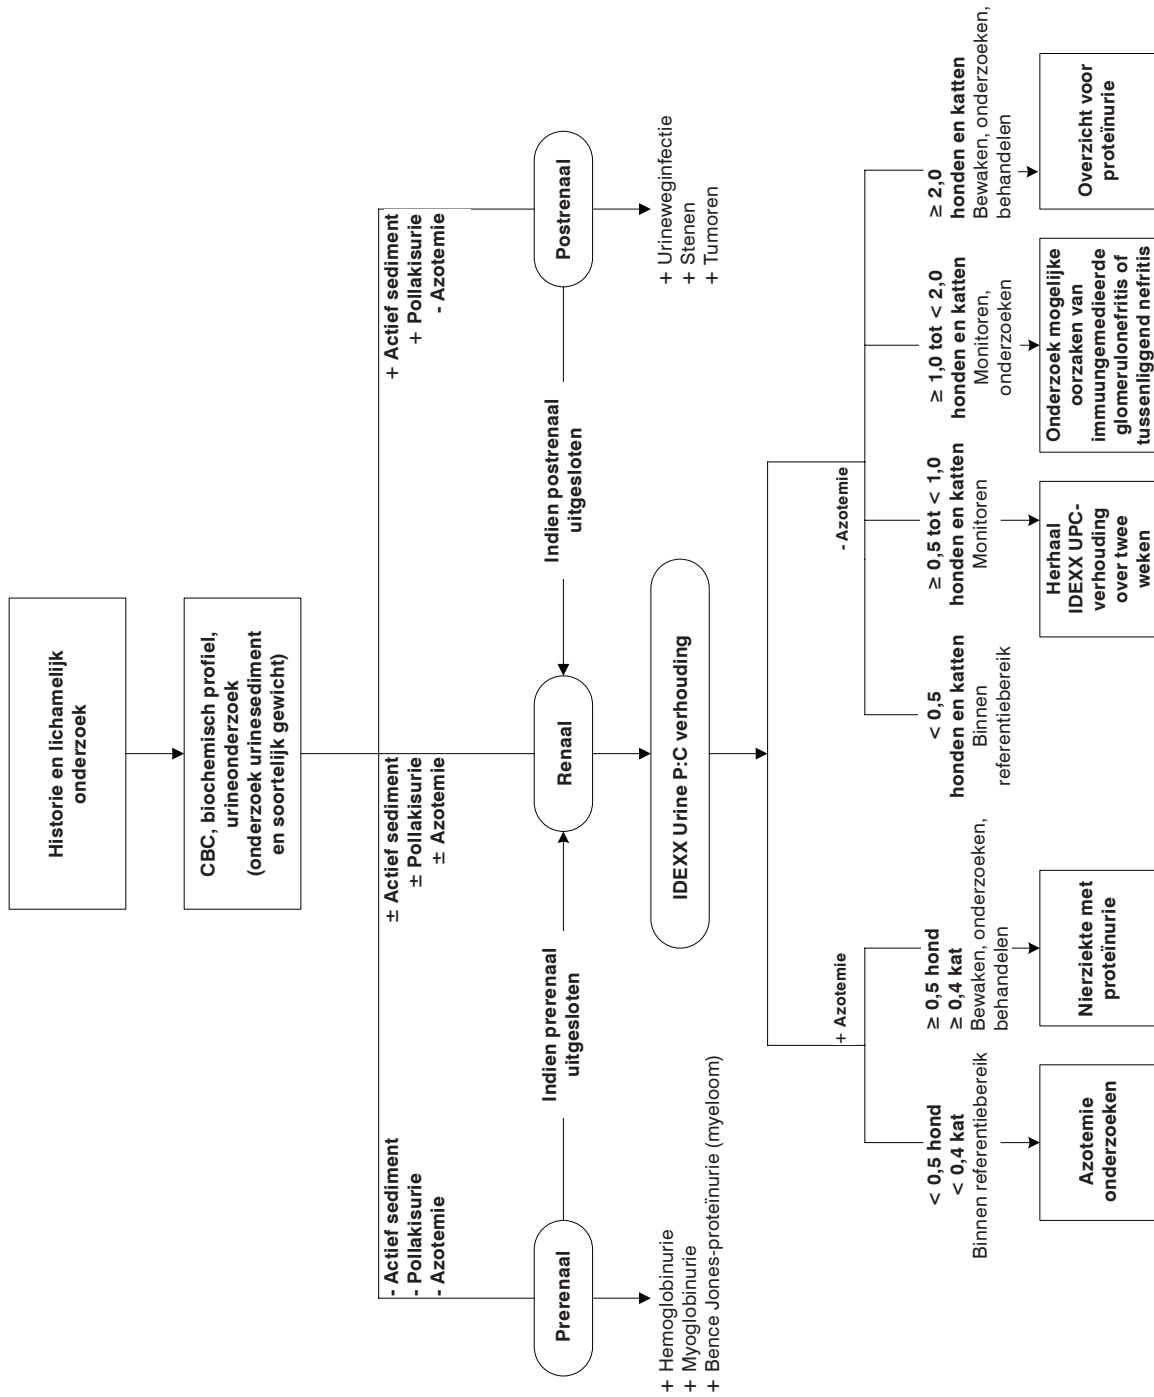 Historie en lichamelijk
onderzoek
CBC, biochemisch profiel,
urineonderzoek
(onderzoek urinesediment
en soortelijk gewicht)
- Actief sediment
- Pollakisurie
- Azotemie
± Actief sediment
± Pollakisurie
± Azotemie
+ Actief sediment
+ Pollakisurie
- Azotemie
Prerenaal
Indien prerenaal
uitgesloten
Renaal
Indien postrenaal
uitgesloten
Postrenaal
+ Hemoglobinurie
+ Myoglobinurie
+ Bence Jones-proteïnurie (myeloom)
IDEXX Urine P:C verhouding
+ Urineweginfectie
+ Stenen
+ Tumoren
+ Azotemie
- Azotemie
< 0,5 hond
< 0,4 kat
Binnen referentiebereik
≥ 0,5 hond
≥ 0,4 kat
Bewaken, onderzoeken,
behandelen
< 0,5
honden en katten
Binnen
referentiebereik
≥ 0,5 tot < 1,0
honden en katten
Monitoren
≥ 1,0 tot < 2,0
honden en katten
Monitoren,
onderzoeken
≥ 2,0
honden en katten
Bewaken, onderzoeken,
behandelen
Azotemie
onderzoeken
Nierziekte met
proteïnurie
Herhaal
IDEXX UPC-
verhouding
over twee
weken
Onderzoek mogelijke
oorzaken van
immuungemedieerde
glomerulonefritis of
tussenliggend nefritis
Overzicht voor
proteïnurie